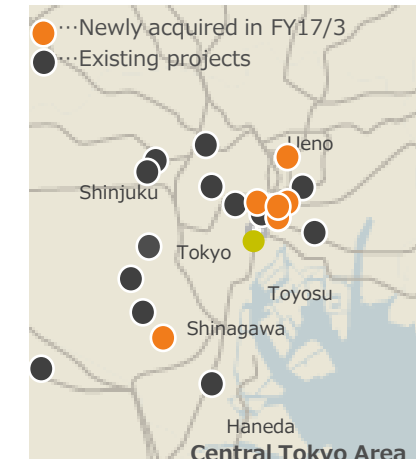 …Newly acquired in FY17/3
…Existing projects
Ueno
Shinjuku
Tokyo
Toyosu
Shinagawa
Haneda
Central Tokyo Area